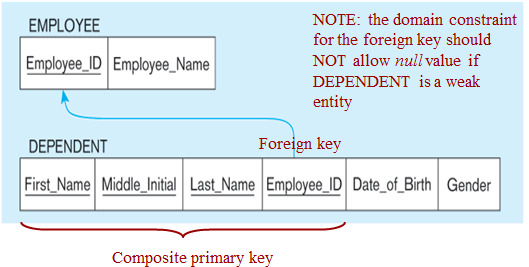 EMPLOYEE
Employee_ID Employee_Name
NOTE: the domain constraint
for the foreign key should
NOT allow null value if
DEPENDENT is a weak
entity
Foreign key
DEPENDENT
First_Name Middle_Initial Last_Name Employee_ID Date_of_Birth Gender
Composite primary key